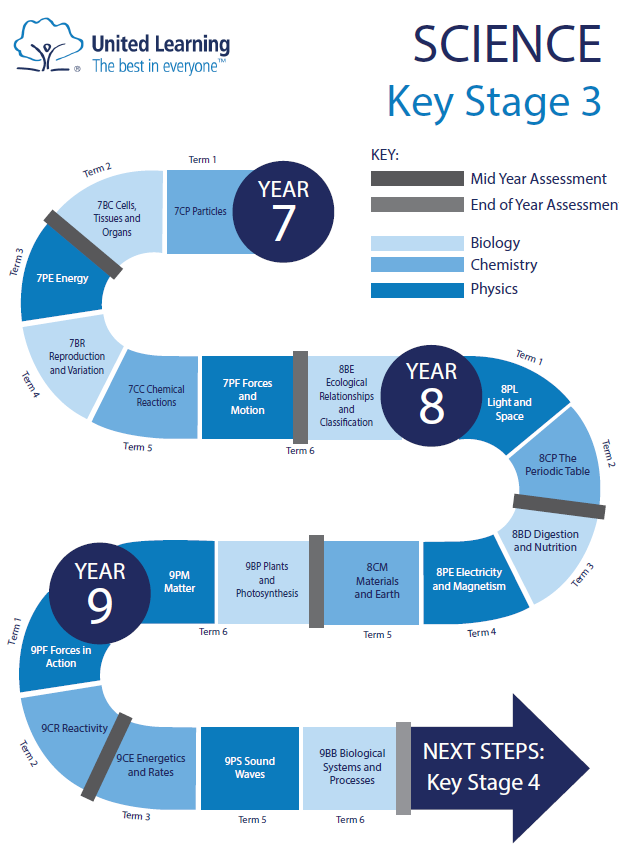 United Learning
The best in everyone™
®
SCIENCE
Key Stage 3
KEY:
Mid Year Assessment
End of Year Assessmen
Biology
Chemistry
Physics
YEAR
7
Term 1
7CP Particles
Term 2
7BC Cells,
Tissues and
Organs
Term 3
7PE Energy
7BR
Reproduction
and Variation
Term 4
7CC Chemical
Reactions
Term 5
7PF Forces
and
Motion
Term 6
8BE
Ecological
Relationships
and
Classification
YEAR
8
Term 1
8PL
Light and
Space
Term 2
8CP The
Periodic Table
8BD Digestion
and Nutrition
Term 3
8PE Electricity
and Magnetism
Term 4
8CM
Materials
and Earth
Term 5
9BP Plants
and
Photosynthesis
Term 6
9PM
Matter
YEAR
9
Term 1
9PF Forces in
Action
9CR Reactivity
Term 2
9CE Energetics
and Rates
Term 3
9PS Sound
Waves
Term 5
9BB Biological
Systems and
Processes
Term 6
NEXT STEPS:
Key Stage 4